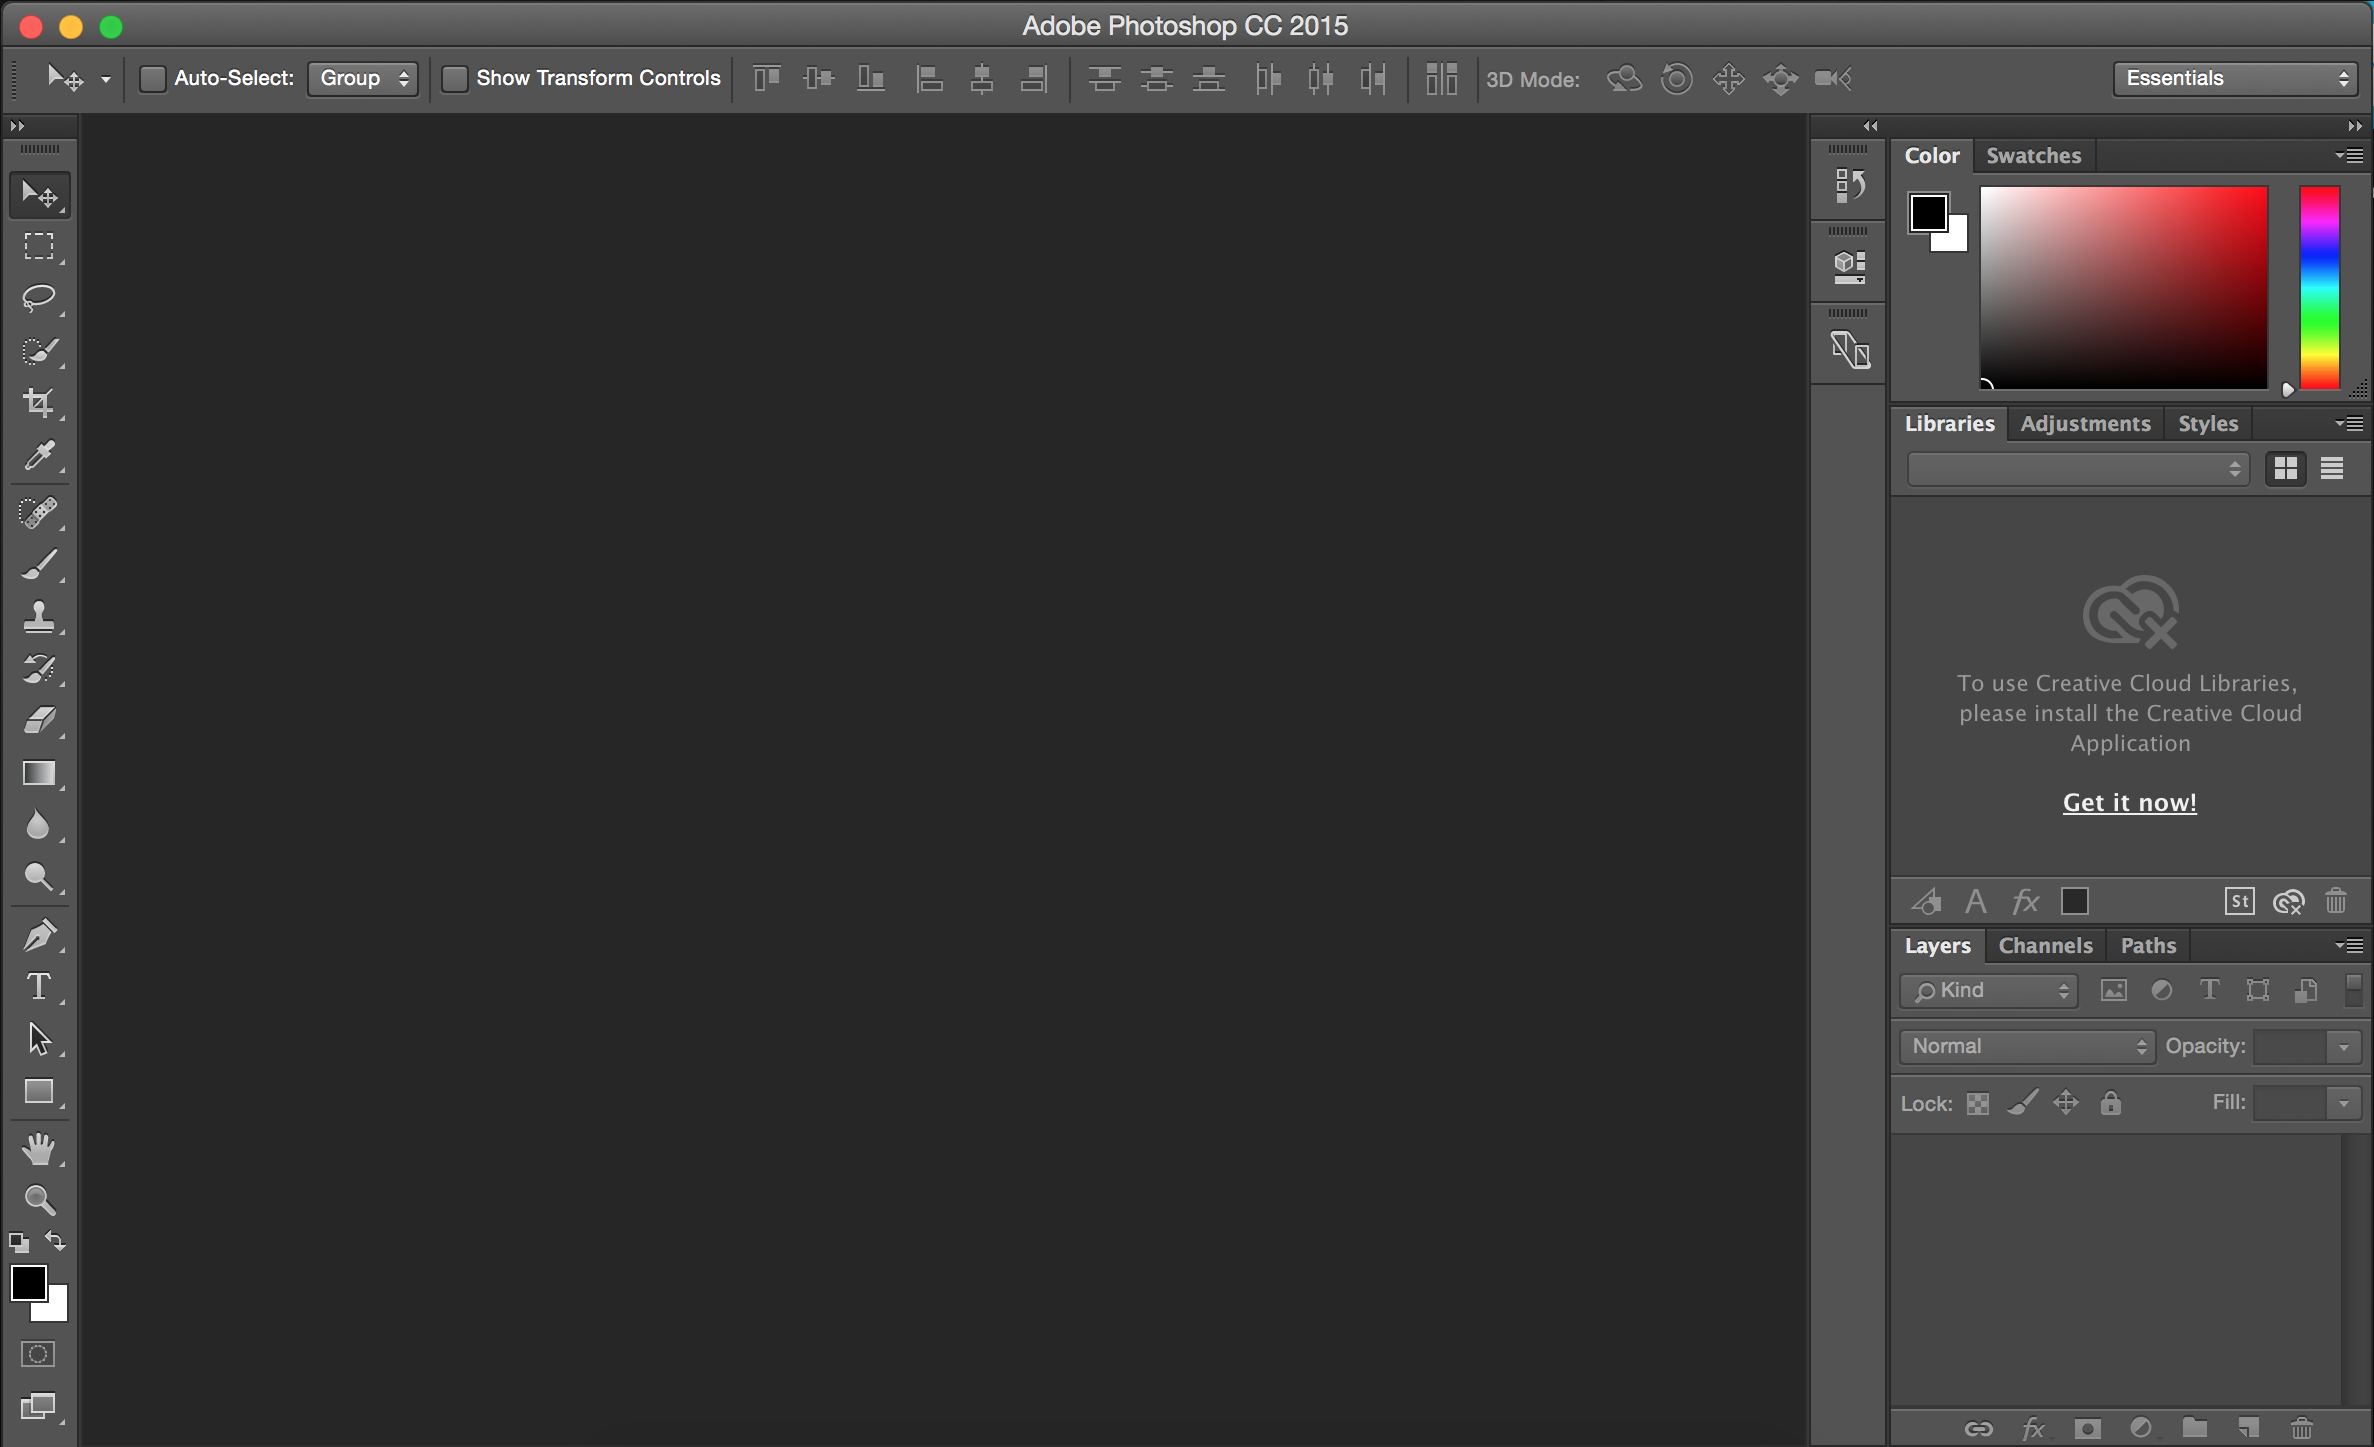 Adobe Photoshop CC 2015
Auto-Select: Group Show Transform Controls 3D Mode: Essentials
Color Swatches
Libraries Adjustments Styles
To use Creative Cloud Libraries,
please install the Creative Cloud
Application
Get it now!
A fx St
Layers Channels Paths
Kind T
Normal Opacity:
Lock: Fill:
T
fx